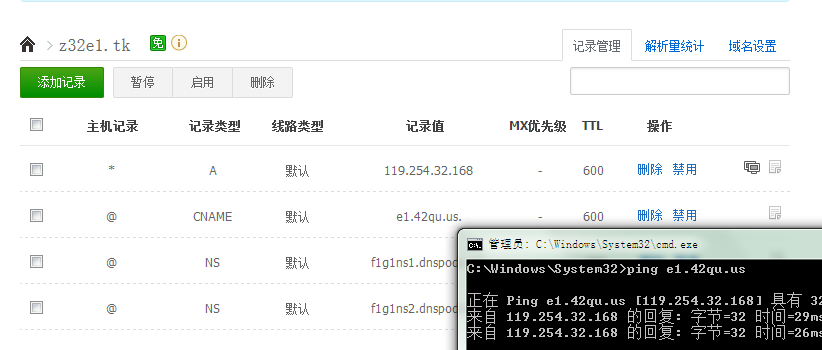 z32e1.tk 免
记录管理 解析量统计 域名设置
添加记录 暂停 启用 删除
主机记录 记录类型 线路类型 记录值 MX优先级 TTL 操作
* A 默认 119.254.32.168 - 600 删除 禁用
@ CNAME 默认 e1.42qu.us. - 600 删除 禁用
@ NS 默认 f1g1ns1.dnspod
@ NS 默认 f1g1ns2.dnspod
管理员: C:\Windows\System32\cmd.exe
C:\Windows\System32>ping e1.42qu.us
正在 Ping e1.42qu.us [119.254.32.168] 具有 32
来自 119.254.32.168 的回复: 字节=32 时间=29ms
来自 119.254.32.168 的回复: 字节=32 时间=26ms